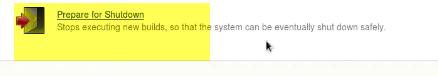 Prepare for Shutdown
Stops executing new builds, so that the system can be eventually shut down safely.